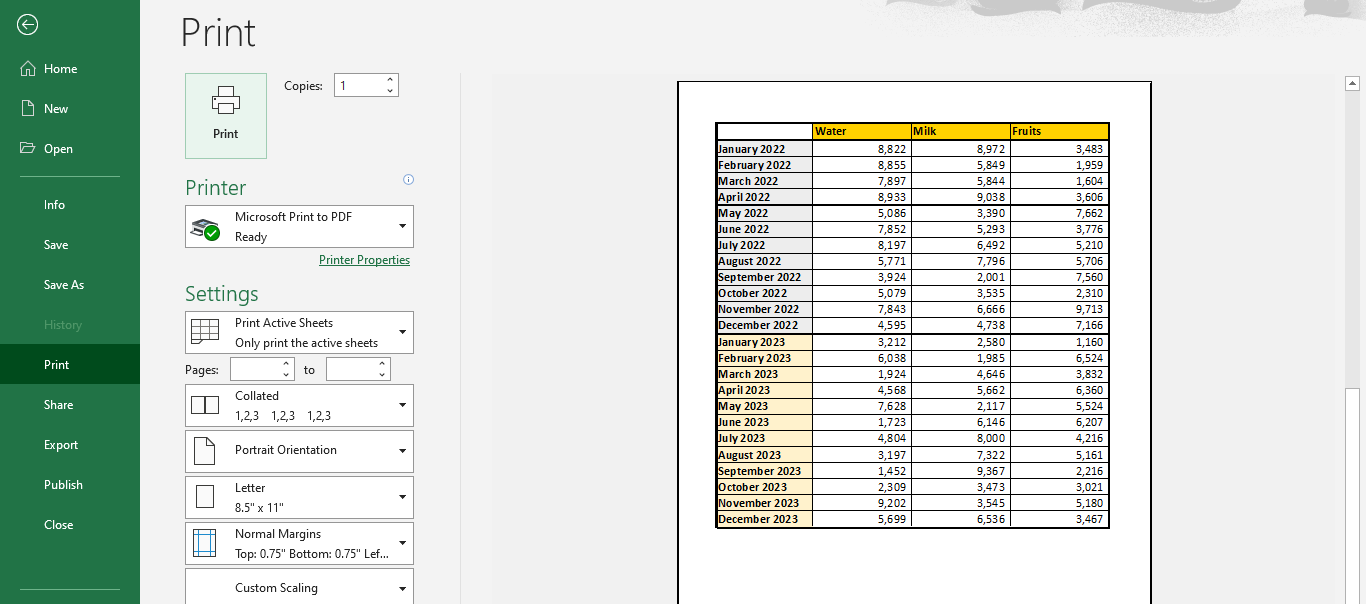 Print
Home
New
Open
Info
Save
Save As
History
Print
Share
Export
Publish
Close
Print
Copies: 1
Printer
Microsoft Print to PDF
Ready
Printer Properties
Settings
Print Active Sheets
Only print the active sheets
Pages: to
Collated
1,2,3 1,2,3 1,2,3
Portrait Orientation
Letter
8.5" x 11"
Normal Margins
Top: 0.75" Bottom: 0.75" Lef...
Custom Scaling
Water Milk Fruits
January 2022 8,822 8,972 3,483
February 2022 8,855 5,849 1,959
March 2022 7,897 5,844 1,604
April 2022 8,933 9,038 3,606
May 2022 5,086 3,390 7,662
June 2022 7,852 5,293 3,776
July 2022 8,197 6,492 5,210
August 2022 5,771 7,796 5,706
September 2022 3,924 2,001 7,560
October 2022 5,079 3,535 2,310
November 2022 7,843 6,666 9,713
December 2022 4,595 4,738 7,166
January 2023 3,212 2,580 1,160
February 2023 6,038 1,985 6,524
March 2023 1,924 4,646 3,832
April 2023 4,568 5,662 6,360
May 2023 7,628 2,117 5,524
June 2023 1,723 6,146 6,207
July 2023 4,804 8,000 4,216
August 2023 3,197 7,322 5,161
September 2023 1,452 9,367 2,216
October 2023 2,309 3,473 3,021
November 2023 9,202 3,545 5,180
December 2023 5,699 6,536 3,467